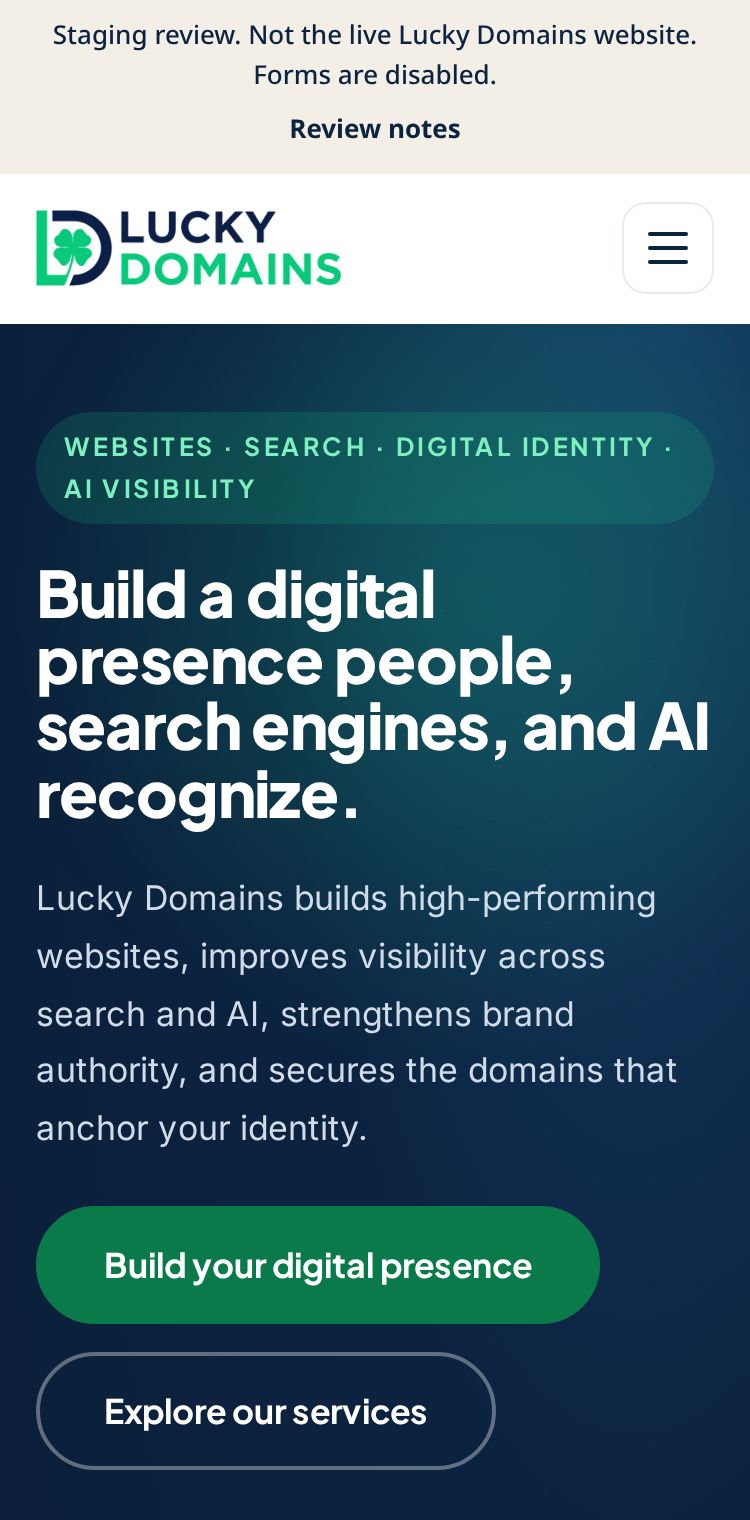 Staging review. Not the live Lucky Domains website.
Forms are disabled.
Review notes
LUCKY
DOMAINS
WEBSITES · SEARCH · DIGITAL IDENTITY ·
AI VISIBILITY
Build a digital
presence people,
search engines, and AI
recognize.
Lucky Domains builds high-performing
websites, improves visibility across
search and AI, strengthens brand
authority, and secures the domains that
anchor your identity.
Build your digital presence
Explore our services